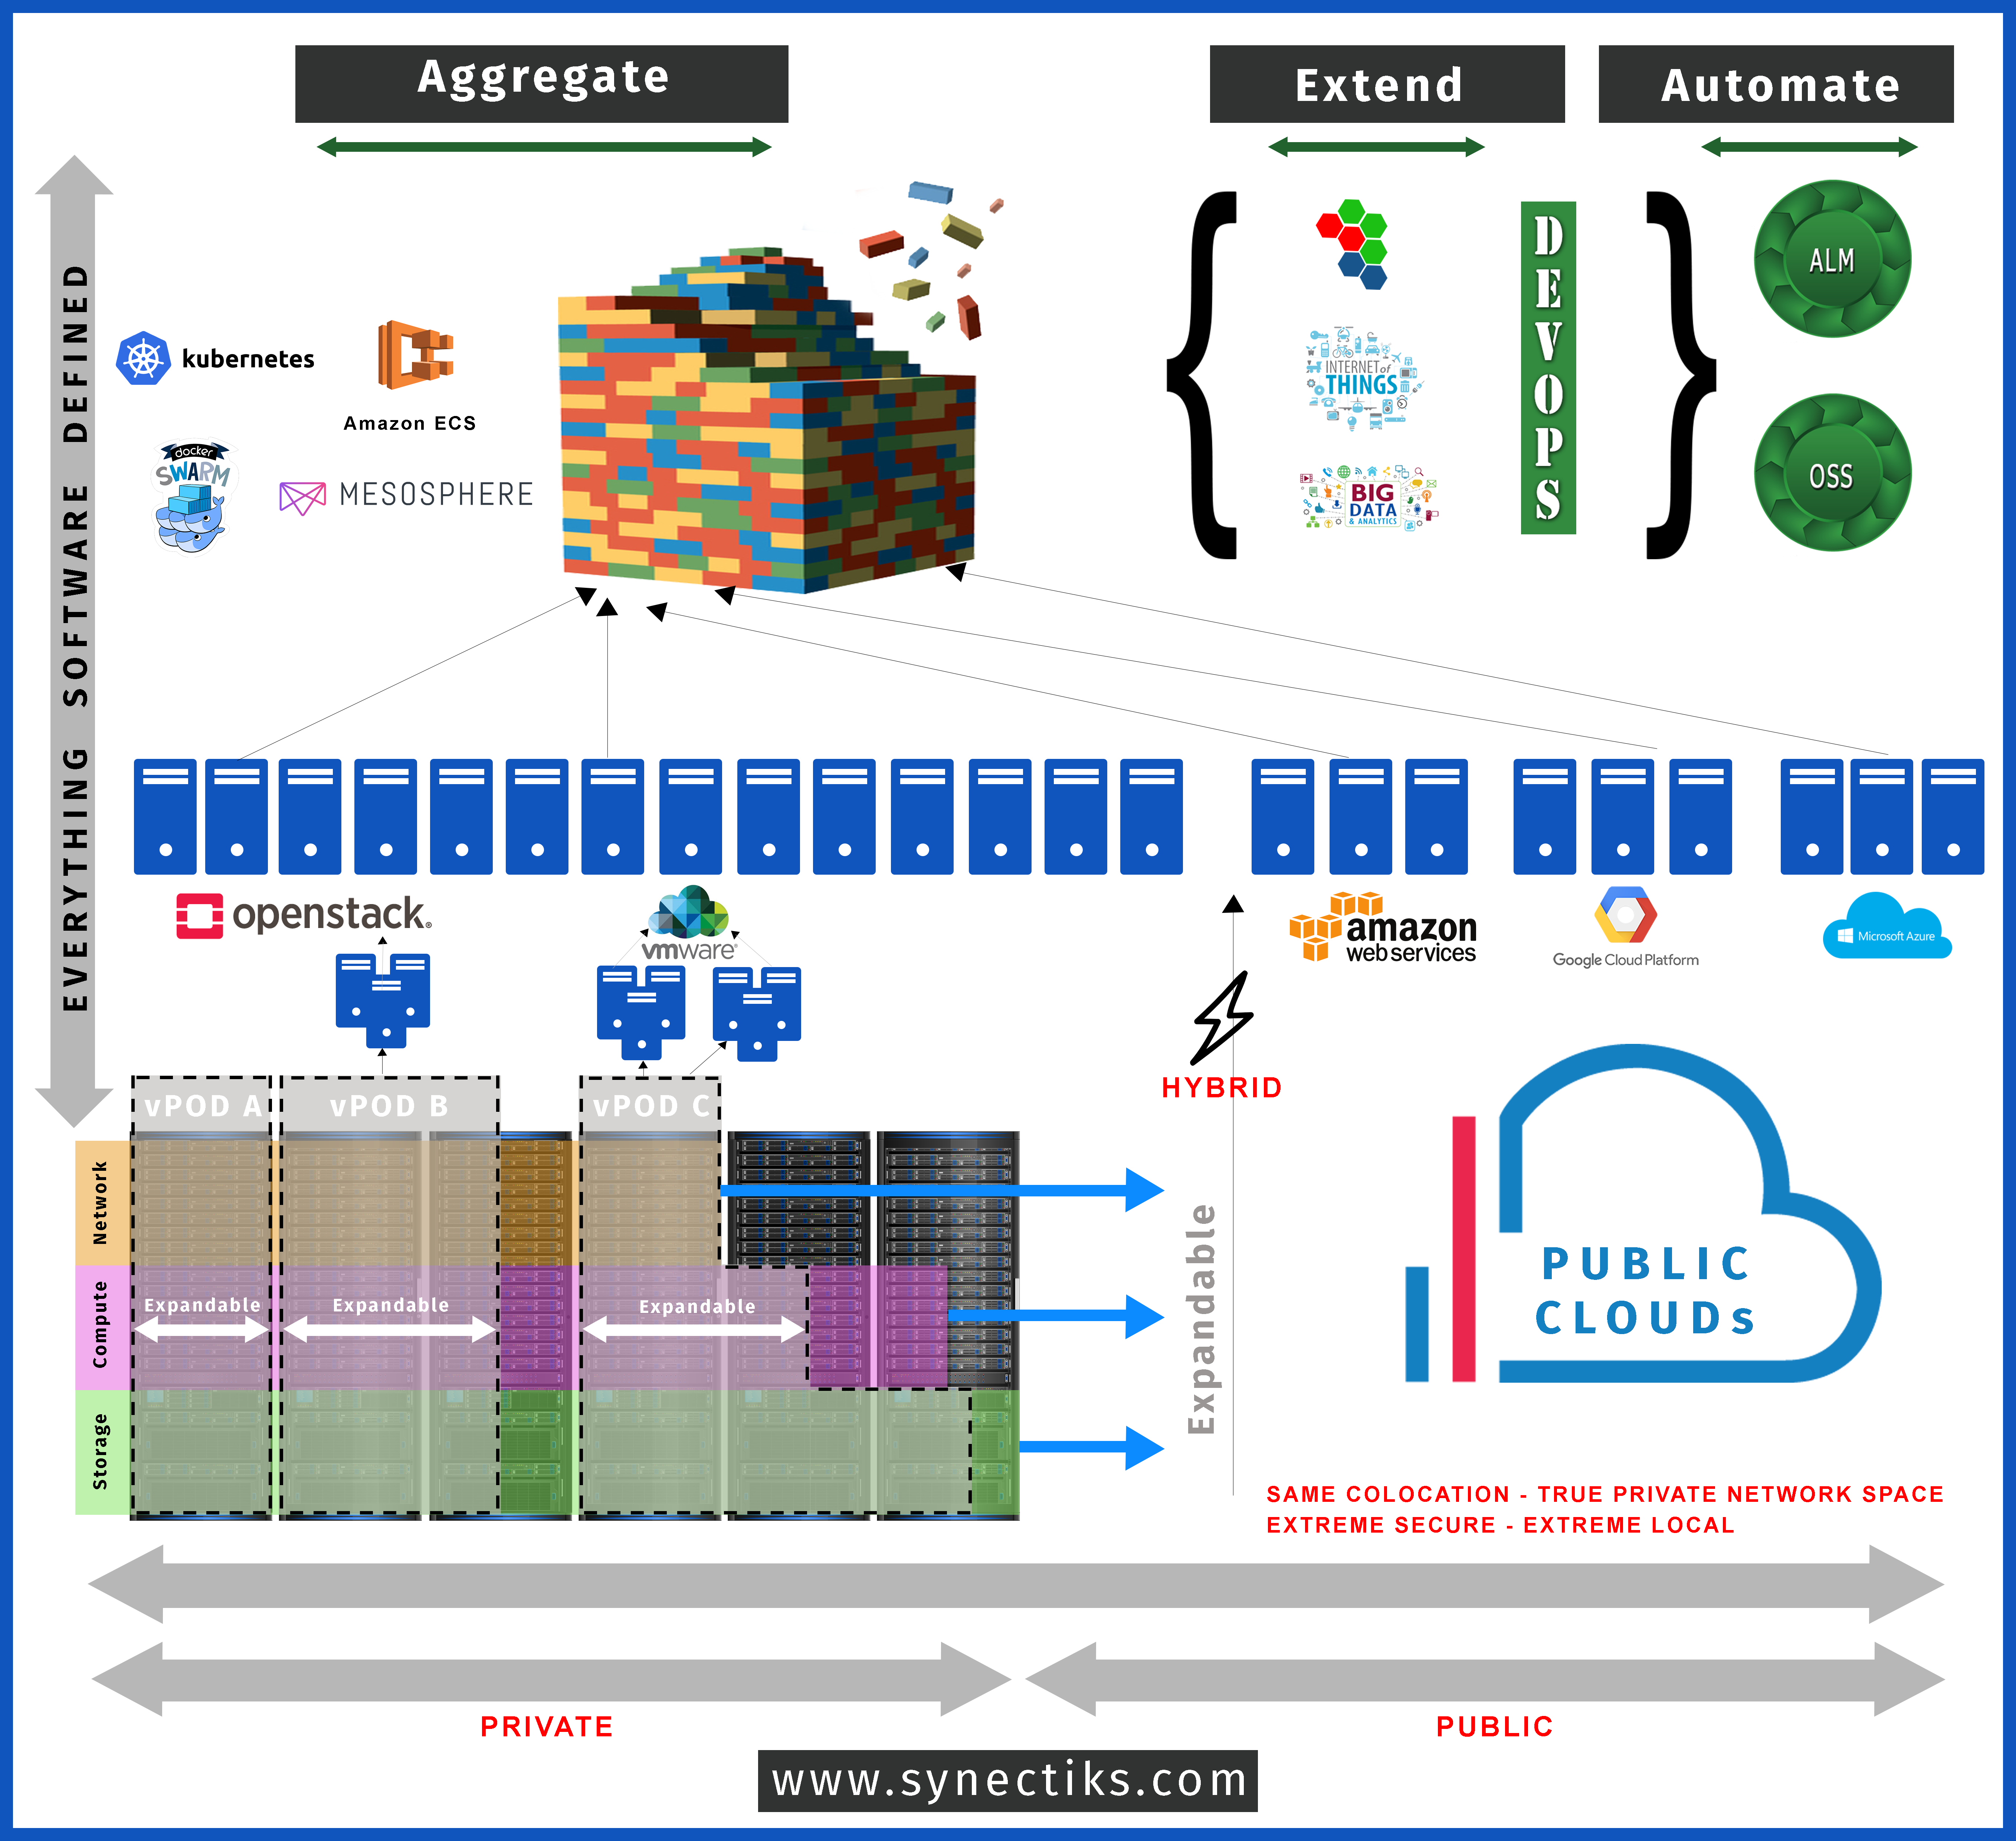 Aggregate
Extend
Automate
EVERYTHING SOFTWARE DEFINED
kubernetes
Amazon ECS
docker
SWARM
MESOSPHERE
INTERNET of
THINGS
BIG
DATA
& ANALYTICS
DEVOPS
ALM
OSS
openstack®
vmware®
amazon
web services
Google Cloud Platform
Microsoft Azure
HYBRID
vPOD A
vPOD B
vPOD C
Network
Compute
Storage
Expandable
Expandable
Expandable
Expandable
PUBLIC
CLOUDs
SAME COLOCATION - TRUE PRIVATE NETWORK SPACE
EXTREME SECURE - EXTREME LOCAL
PRIVATE
PUBLIC
www.synectiks.com